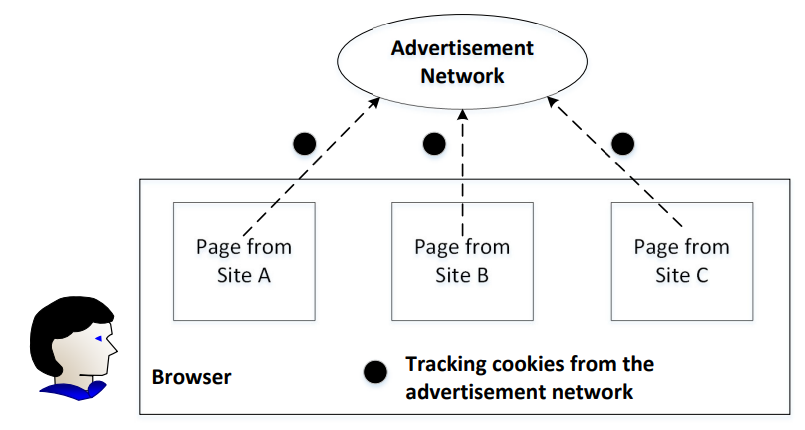 Advertisement
Network
Page from
Site A
Page from
Site B
Page from
Site C
Browser
Tracking cookies from the
advertisement network